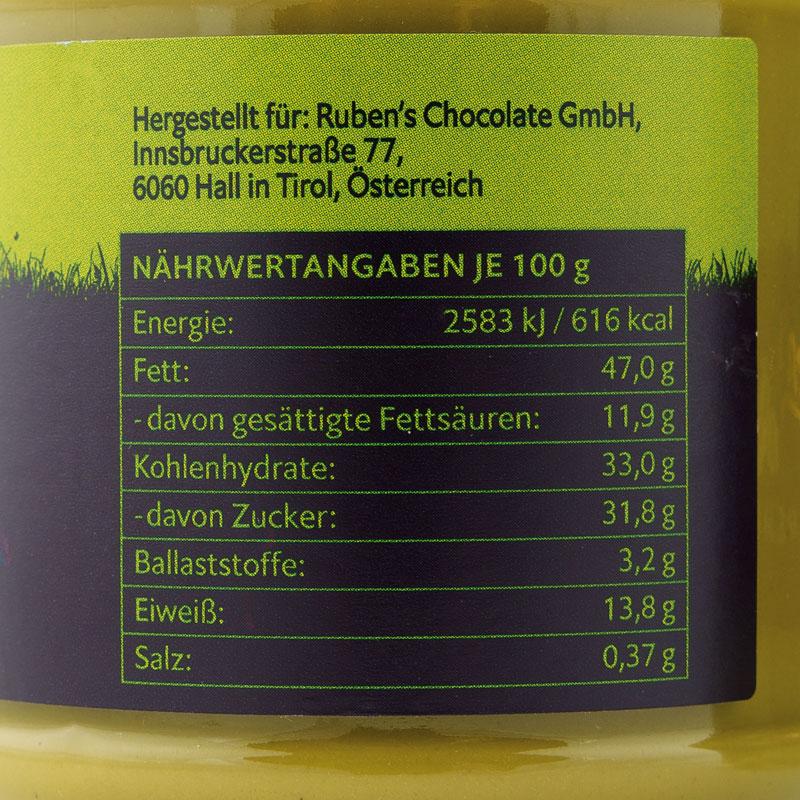 Hergestellt für: Ruben's Chocolate GmbH,
Innsbruckerstraße 77,
6060 Hall in Tirol, Österreich
NÄHRWERTANGABEN JE 100 g
Energie: 2583 kJ / 616 kcal
Fett: 47,0 g
- davon gesättigte Fettsäuren: 11,9 g
Kohlenhydrate: 33,0 g
- davon Zucker: 31,8 g
Ballaststoffe: 3,2 g
Eiweiß: 13,8 g
Salz: 0,37 g